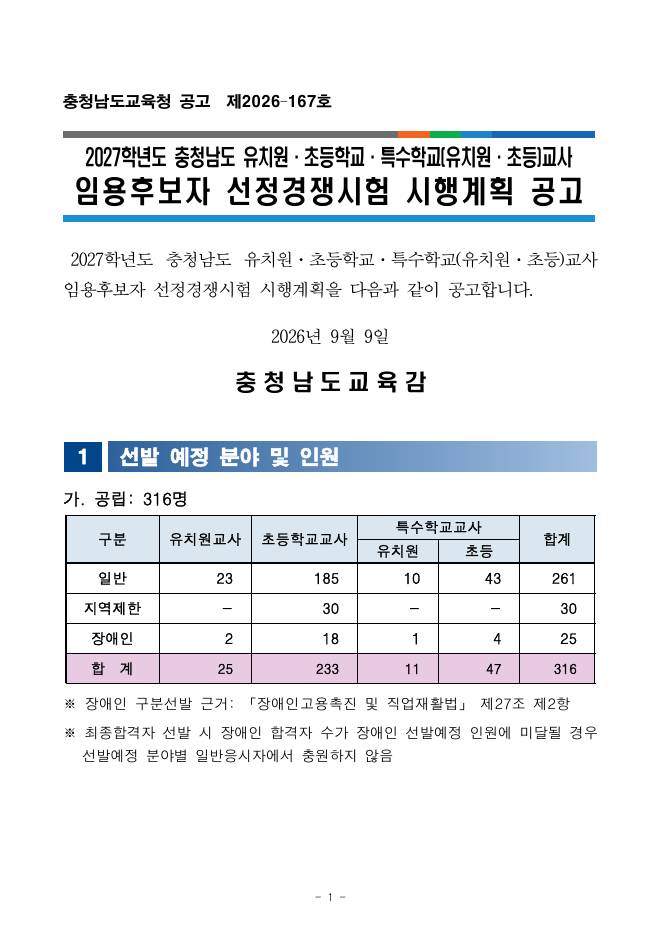 충청남도교육청 공고 제2026-167호
2027학년도 충청남도 유치원·초등학교·특수학교(유치원·초등)교사
임용후보자 선정경쟁시험 시행계획 공고
2027학년도 충청남도 유치원·초등학교·특수학교(유치원·초등)교사
임용후보자 선정경쟁시험 시행계획을 다음과 같이 공고합니다.
2026년 9월 9일
충청남도교육감
1 선발 예정 분야 및 인원
가. 공립: 316명
구분 유치원교사 초등학교교사 특수학교교사 합계
유치원 초등
일반 23 185 10 43 261
지역제한 - 30 - - 30
장애인 2 18 1 4 25
합 계 25 233 11 47 316
※ 장애인 구분선발 근거: 「장애인고용촉진 및 직업재활법」 제27조 제2항
※ 최종합격자 선발 시 장애인 합격자 수가 장애인 선발예정 인원에 미달될 경우
선발예정 분야별 일반응시자에서 충원하지 않음
- 1 -